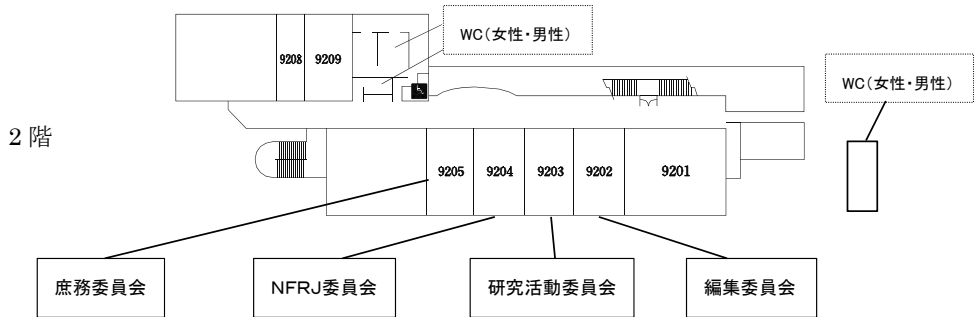 WC（女性・男性）
9208
9209
WC（女性・男性）
2階
9205
9204
9203
9202
9201
庶務委員会
NFRJ委員会
研究活動委員会
編集委員会